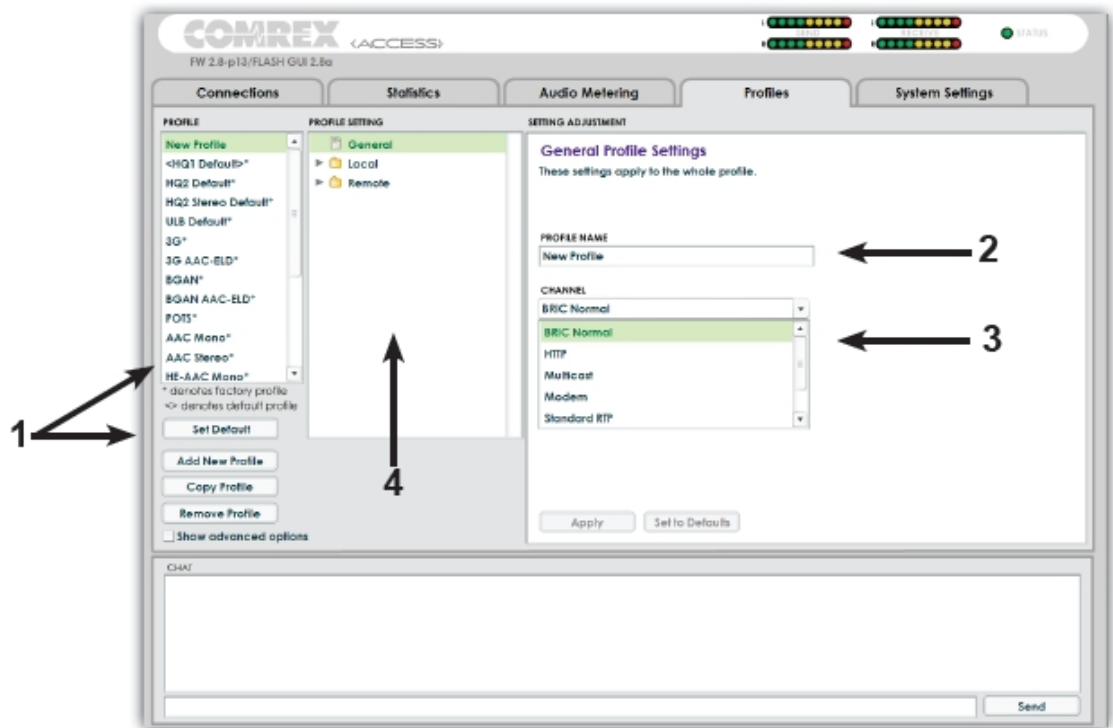 COMREX <ACCESS>
L SEND R
L RECEIVE R
STATUS
FW 2.8-p13/FLASH GUI 2.8a
Connections
Statistics
Audio Metering
Profiles
System Settings
PROFILE
New Profile
<HQ1 Default>*
HQ2 Default*
HQ2 Stereo Default*
ULB Default*
3G*
3G AAC-ELD*
BGAN*
BGAN AAC-ELD*
POTS*
AAC Mono*
AAC Stereo*
HE-AAC Mono*
* denotes factory profile
<> denotes default profile
Set Default
Add New Profile
Copy Profile
Remove Profile
Show advanced options
1
PROFILE SETTING
General
Local
Remote
4
SETTING ADJUSTMENT
General Profile Settings
These settings apply to the whole profile.
PROFILE NAME
New Profile
2
CHANNEL
BRIC Normal
BRIC Normal
HTTP
Multicast
Modem
Standard RTP
3
Apply
Set to Defaults
CHAT
Send